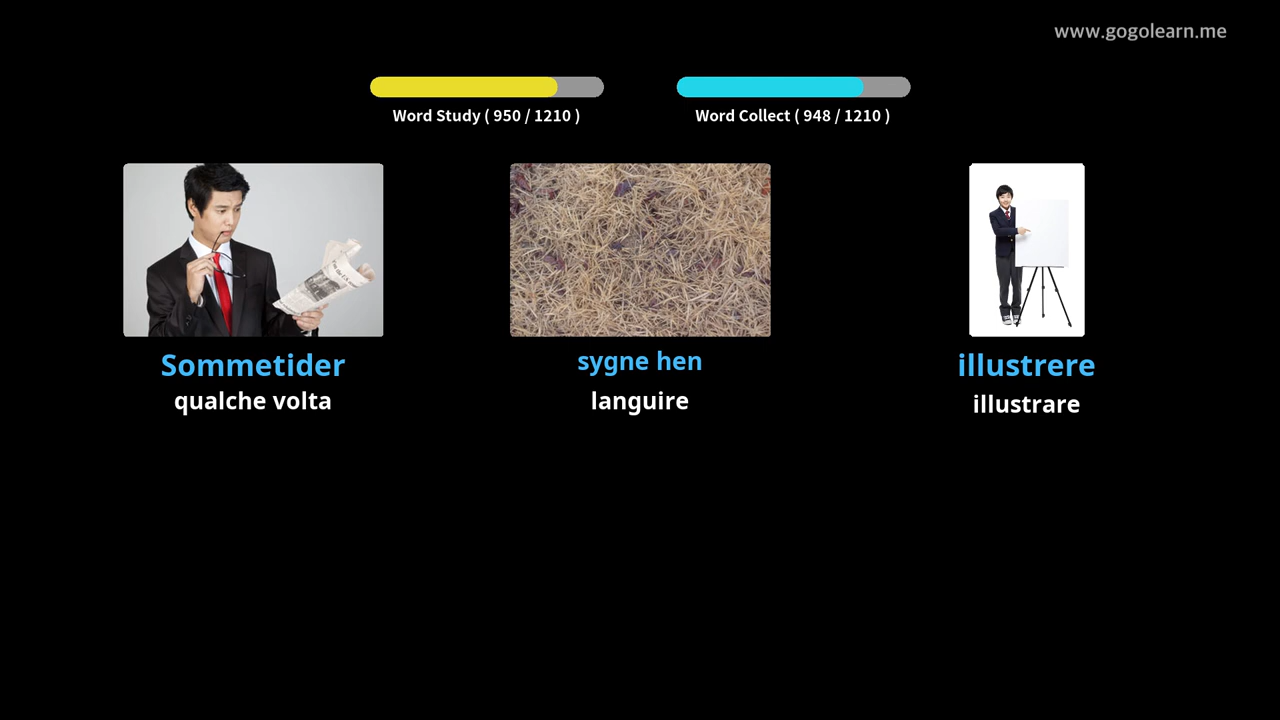 www.gogolearn.me
Word Study ( 950 / 1210 )
Word Collect ( 948 / 1210 )
Sommetider
qualche volta
sygne hen
languire
illustrere
illustrare